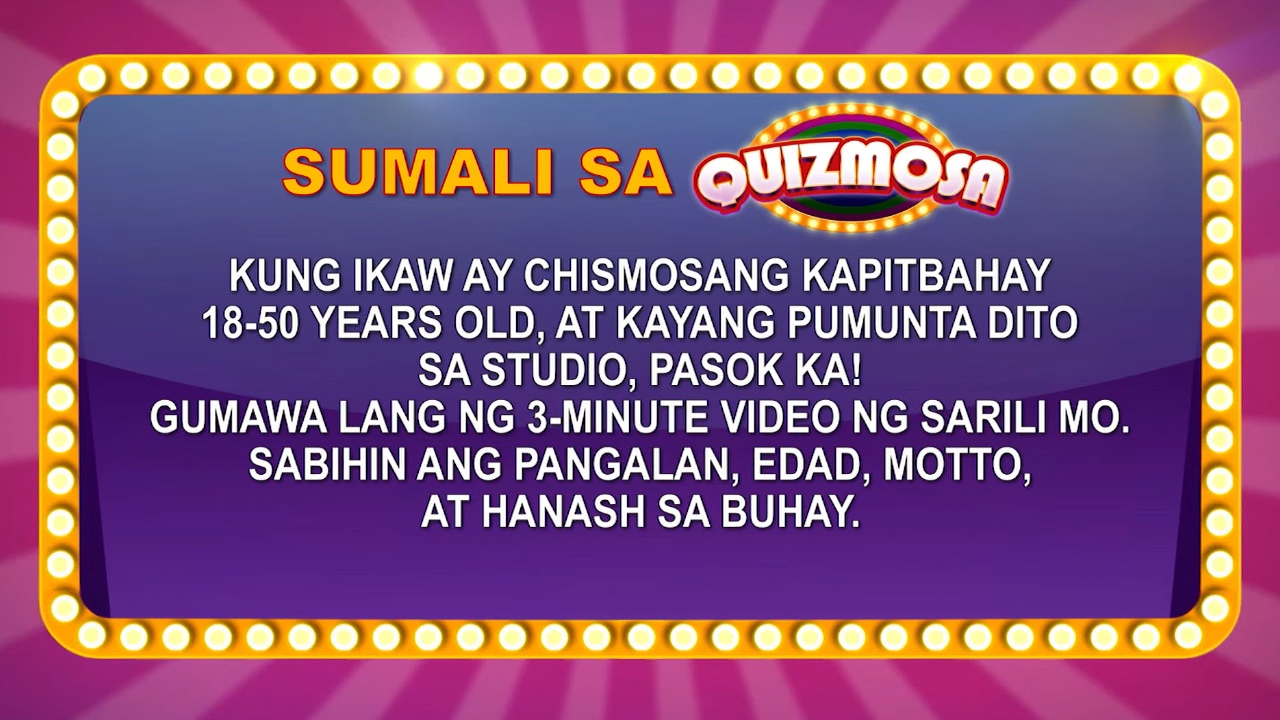 SUMALI SA QUIZMOSA
KUNG IKAW AY CHISMOSANG KAPITBAHAY
18-50 YEARS OLD, AT KAYANG PUMUNTA DITO
SA STUDIO, PASOK KA!
GUMAWA LANG NG 3-MINUTE VIDEO NG SARILI MO.
SABIHIN ANG PANGALAN, EDAD, MOTTO,
AT HANASH SA BUHAY.